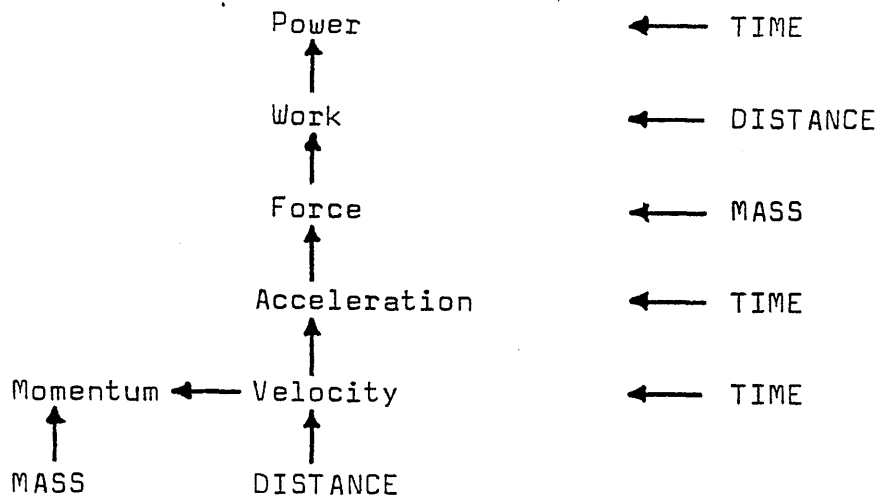 Power TIME
Work DISTANCE
Force MASS
Acceleration TIME
Momentum Velocity TIME
MASS DISTANCE